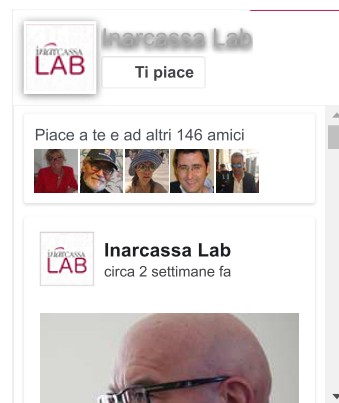 inarcassa
LAB
Inarcassa Lab
Ti piace
Piace a te e ad altri 146 amici
inarcassa
LAB
Inarcassa Lab
circa 2 settimane fa